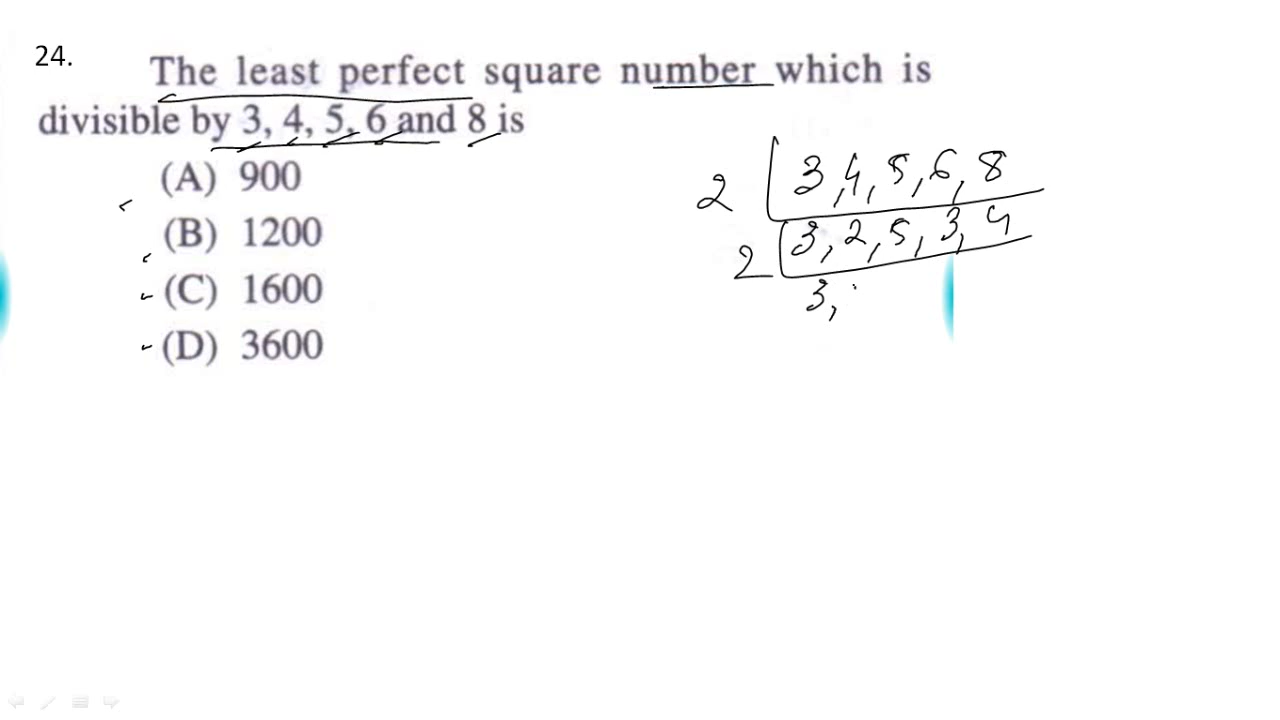 24.
The least perfect square number which is
divisible by 3, 4, 5, 6 and 8 is
(A) 900
(B) 1200
(C) 1600
(D) 3600
2 3, 4, 5, 6, 8
2 3, 2, 5, 3, 4
3,